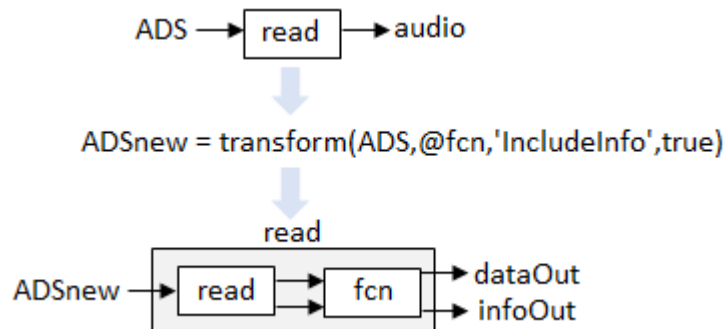 ADS read audio
ADSnew = transform(ADS,@fcn,'IncludeInfo',true)
read
ADSnew read fcn dataOut
infoOut